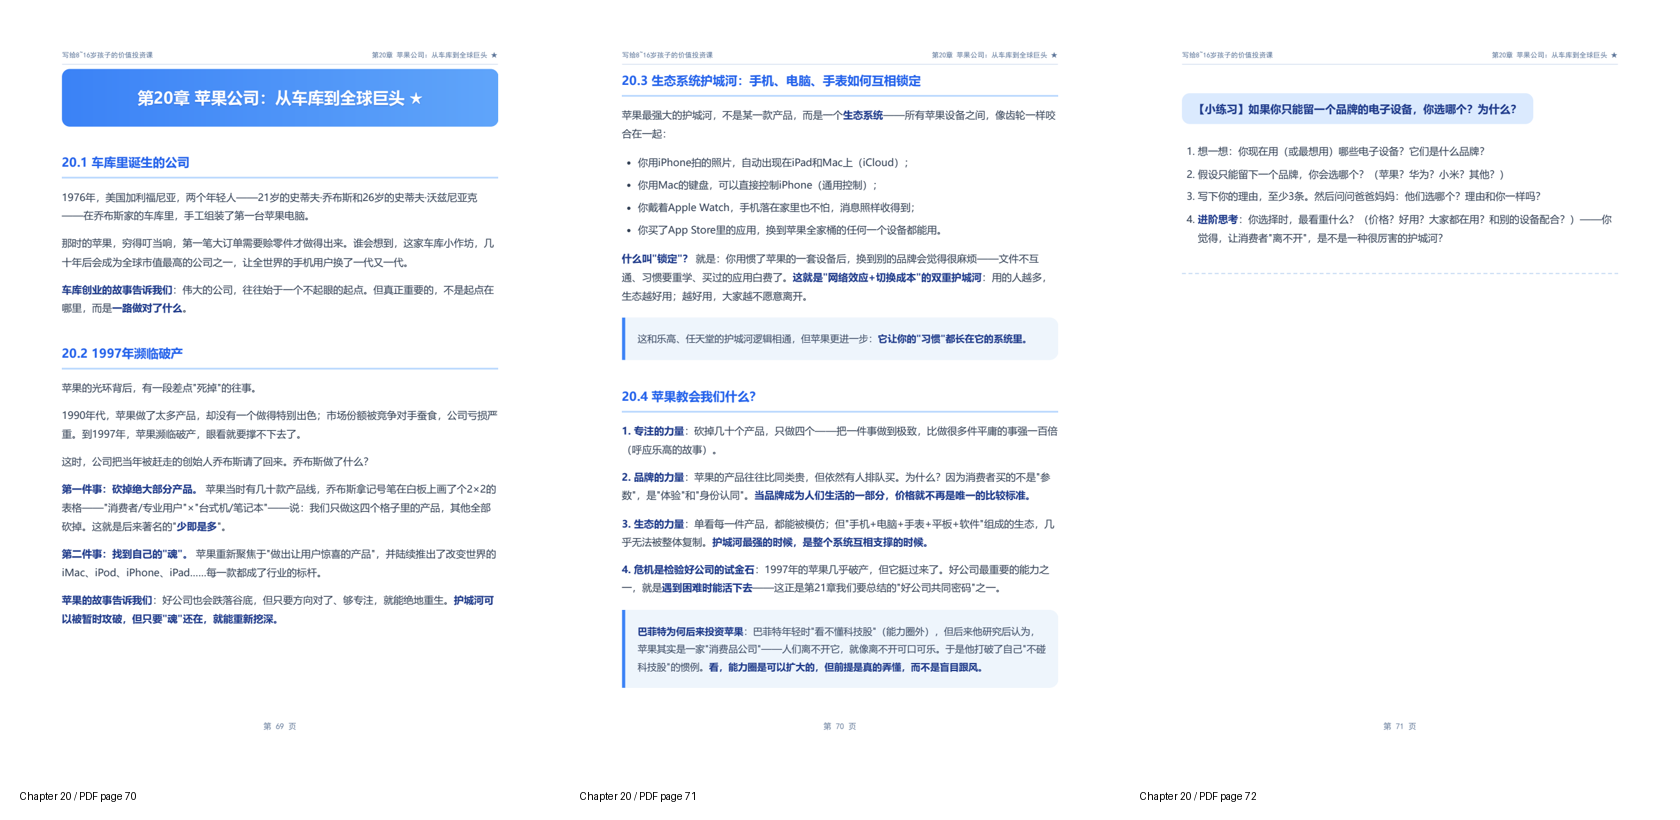 写给8~16岁孩子的价值投资课
第20章 苹果公司：从车库到全球巨头 ★
第20章 苹果公司：从车库到全球巨头 ★
20.1 车库里诞生的公司
1976年，美国加利福尼亚，两个年轻人——21岁的史蒂夫·乔布斯和26岁的史蒂夫·沃兹尼亚克
——在乔布斯家的车库里，手工组装了第一台苹果电脑。
那时的苹果，穷得叮当响，第一笔大订单需要赊零件才做得出来。谁会想到，这家车库小作坊，几
十年后会成为全球市值最高的公司之一，让全世界的手机用户换了一代又一代。
车库创业的故事告诉我们：伟大的公司，往往始于一个不起眼的起点。但真正重要的，不是起点在
哪里，而是一路做对了什么。
20.2 1997年濒临破产
苹果的光环背后，有一段差点"死掉"的往事。
1990年代，苹果做了太多产品，却没有一个做得特别出色；市场份额被竞争对手蚕食，公司亏损严
重。到1997年，苹果濒临破产，眼看就要撑不下去了。
这时，公司把当年被赶走的创始人乔布斯请了回来。乔布斯做了什么？
第一件事：砍掉绝大部分产品。 苹果当时有几十款产品线，乔布斯拿记号笔在白板上画了个2×2的
表格——"消费者/专业用户"×"台式机/笔记本"——说：我们只做这四个格子里的产品，其他全部
砍掉。这就是后来著名的"少即是多"。
第二件事：找到自己的"魂"。 苹果重新聚焦于"做出让用户惊喜的产品"，并陆续推出了改变世界的
iMac、iPod、iPhone、iPad……每一款都成了行业的标杆。
苹果的故事告诉我们：好公司也会跌落谷底，但只要方向对了、够专注，就能绝地重生。护城河可
以被暂时攻破，但只要"魂"还在，就能重新挖深。
第 69 页
Chapter 20 / PDF page 70
写给8~16岁孩子的价值投资课
第20章 苹果公司：从车库到全球巨头 ★
20.3 生态系统护城河：手机、电脑、手表如何互相锁定
苹果最强大的护城河，不是某一款产品，而是一个生态系统——所有苹果设备之间，像齿轮一样咬
合在一起：
• 你用iPhone拍的照片，自动出现在iPad和Mac上（iCloud）；
• 你用Mac的键盘，可以直接控制iPhone（通用控制）；
• 你戴着Apple Watch，手机落在家里也不怕，消息照样收得到；
• 你买了App Store里的应用，换到苹果全家桶的任何一个设备都能用。
什么叫"锁定"？ 就是：你用惯了苹果的一套设备后，换到别的品牌会觉得很麻烦——文件不互
通、习惯要重学、买过的应用白费了。这就是"网络效应+切换成本"的双重护城河：用的人越多，
生态越好用；越好用，大家越不愿意离开。
这和乐高、任天堂的护城河逻辑相通，但苹果更进一步：它让你的"习惯"都长在它的系统里。
20.4 苹果教会我们什么？
1. 专注的力量：砍掉几十个产品，只做四个——把一件事做到极致，比做很多件平庸的事强一百倍
（呼应乐高的故事）。
2. 品牌的力量：苹果的产品往往比同类贵，但依然有人排队买。为什么？因为消费者买的不是"参
数"，是"体验"和"身份认同"。当品牌成为人们生活的一部分，价格就不再是唯一的比较标准。
3. 生态的力量：单看每一件产品，都能被模仿；但"手机+电脑+手表+平板+软件"组成的生态，几
乎无法被整体复制。护城河最强的时候，是整个系统互相支撑的时候。
4. 危机是检验好公司的试金石：1997年的苹果几乎破产，但它挺过来了。好公司最重要的能力之
一，就是遇到困难时能活下去——这正是第21章我们要总结的"好公司共同密码"之一。
巴菲特为何后来投资苹果：巴菲特年轻时"看不懂科技股"（能力圈外），但后来他研究后认为，
苹果其实是一家"消费品公司"——人们离不开它，就像离不开可口可乐。于是他打破了自己"不碰
科技股"的惯例。看，能力圈是可以扩大的，但前提是真的弄懂，而不是盲目跟风。
第 70 页
Chapter 20 / PDF page 71
写给8~16岁孩子的价值投资课
第20章 苹果公司：从车库到全球巨头 ★
【小练习】如果你只能留一个品牌的电子设备，你选哪个？为什么？
1. 想一想：你现在用（或最想用）哪些电子设备？它们是什么品牌？
2. 假设只能留下一个品牌，你会选哪个？（苹果？华为？小米？其他？）
3. 写下你的理由，至少3条。然后问问爸爸妈妈：他们选哪个？理由和你一样吗？
4. 进阶思考：你选择时，最看重什么？（价格？好用？大家都在用？和别的设备配合？）——你
觉得，让消费者"离不开"，是不是一种很厉害的护城河？
第 71 页
Chapter 20 / PDF page 72